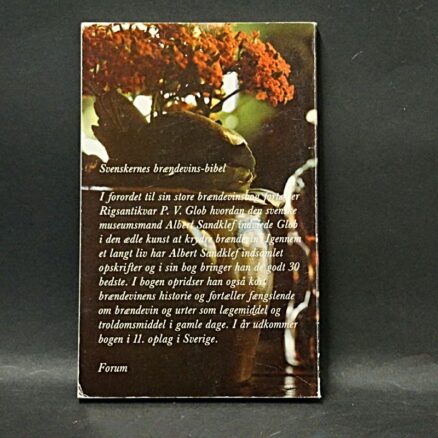 Svenskernes brændevins-bibel
I forordet til sin store brændevinsbog fortæller
Rigsantikvar P. V. Glob hvordan den svenske
museumsmand Albert Sandklef indviede Glob
i den ædle kunst at krydre brændevin. Igennem
et langt liv har Albert Sandklef indsamlet
opskrifter og i sin bog bringer han de godt 30
bedste. I bogen opridser han også kort
brændevinens historie og fortæller fængslende
om brændevin og urter som lægemiddel og
troldomsmiddel i gamle dage. I år udkommer
bogen i 11. oplag i Sverige.
Forum